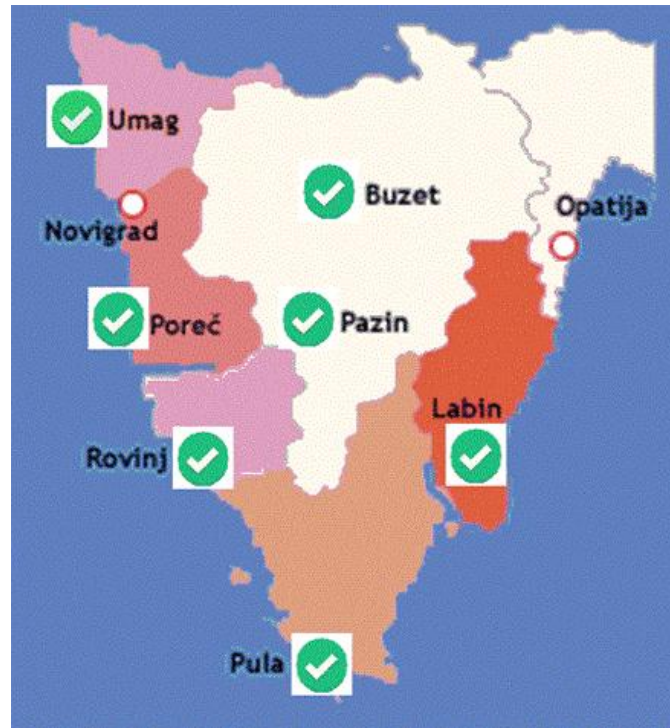 Umag
Buzet
Opatija
Novigrad
Poreč
Pazin
Labin
Rovinj
Pula